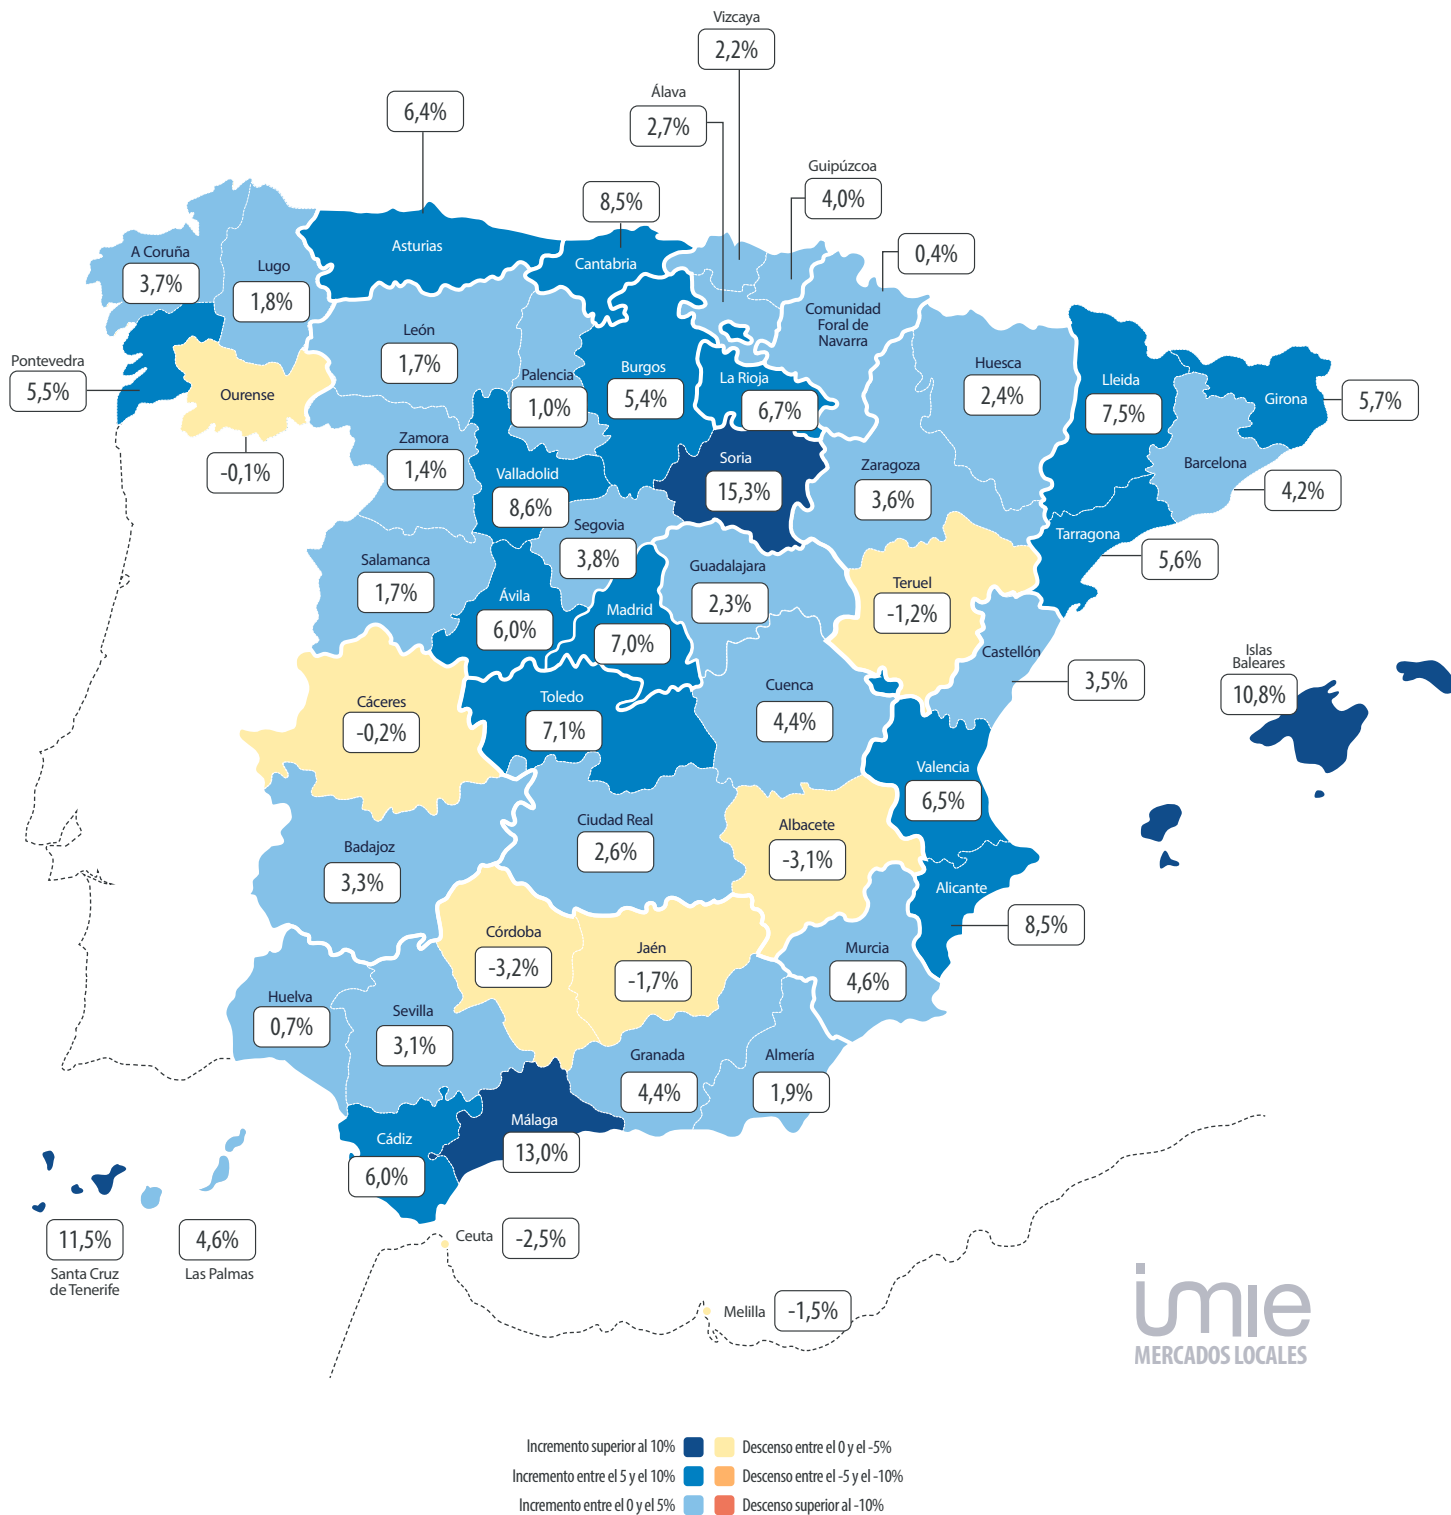 Vizcaya
2,2%
Álava
2,7%
6,4%
Guipúzcoa
4,0%
8,5%
0,4%
Asturias
Cantabria
A Coruña
3,7%
Lugo
1,8%
Comunidad
Foral de
Navarra
León
1,7%
Pontevedra
5,5%
Ourense
-0,1%
Palencia
1,0%
Burgos
5,4%
La Rioja
6,7%
Huesca
2,4%
Lleida
7,5%
Girona
5,7%
Zamora
1,4%
Valladolid
8,6%
Soria
15,3%
Zaragoza
3,6%
Barcelona
4,2%
Segovia
3,8%
Tarragona
5,6%
Salamanca
1,7%
Ávila
6,0%
Madrid
7,0%
Guadalajara
2,3%
Teruel
-1,2%
Castellón
3,5%
Islas
Baleares
10,8%
Cáceres
-0,2%
Toledo
7,1%
Cuenca
4,4%
Valencia
6,5%
Badajoz
3,3%
Ciudad Real
2,6%
Albacete
-3,1%
Alicante
8,5%
Córdoba
-3,2%
Jaén
-1,7%
Murcia
4,6%
Huelva
0,7%
Sevilla
3,1%
Granada
4,4%
Almería
1,9%
Málaga
13,0%
Cádiz
6,0%
11,5%
Santa Cruz
de Tenerife
4,6%
Las Palmas
Ceuta
-2,5%
Melilla
-1,5%
imie
MERCADOS LOCALES
Incremento superior al 10%
Descenso entre el 0 y el -5%
Incremento entre el 5 y el 10%
Descenso entre el -5 y el -10%
Incremento entre el 0 y el 5%
Descenso superior al -10%